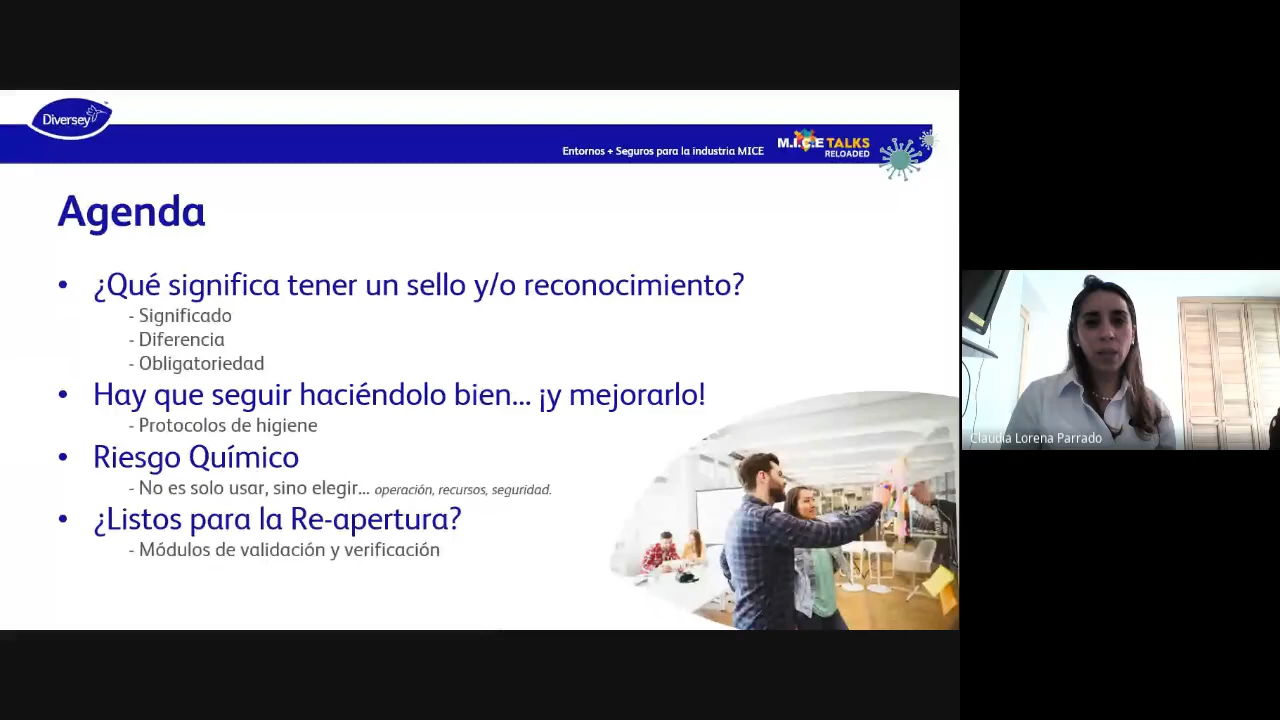 Diversey
Entornos + Seguros para la industria MICE
M.I.C.E TALKS
RELOADED
Agenda
• ¿Qué significa tener un sello y/o reconocimiento?
- Significado
- Diferencia
- Obligatoriedad
• Hay que seguir haciéndolo bien... ¡y mejorarlo!
- Protocolos de higiene
• Riesgo Químico
- No es solo usar, sino elegir... operación, recursos, seguridad.
• ¿Listos para la Re-apertura?
- Módulos de validación y verificación
Claudia Lorena Parrado